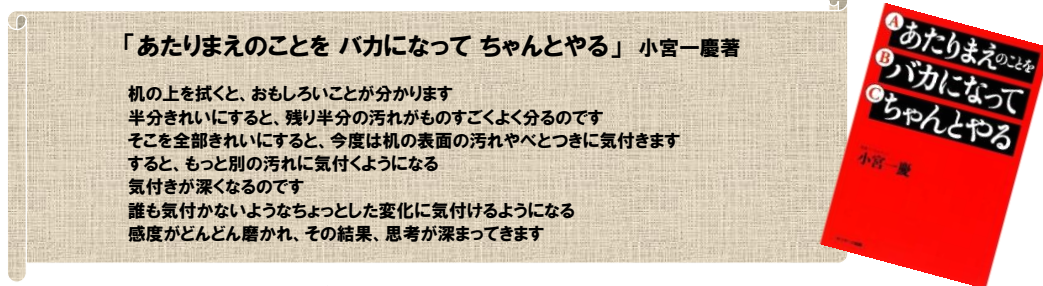 「あたりまえのことを バカになって ちゃんとやる」 小宮一慶著
机の上を拭くと、おもしろいことが分かります
半分きれいにすると、残り半分の汚れがものすごくよく分るのです
そこを全部きれいにすると、今度は机の表面の汚れやべとつきに気付きます
すると、もっと別の汚れに気付くようになる
気付きが深くなるのです
誰も気付かないようなちょっとした変化に気付けるようになる
感度がどんどん磨かれ、その結果、思考が深まってきます
Ⓐあたりまえのことを
Ⓑバカになって
Ⓒちゃんとやる
小宮一慶